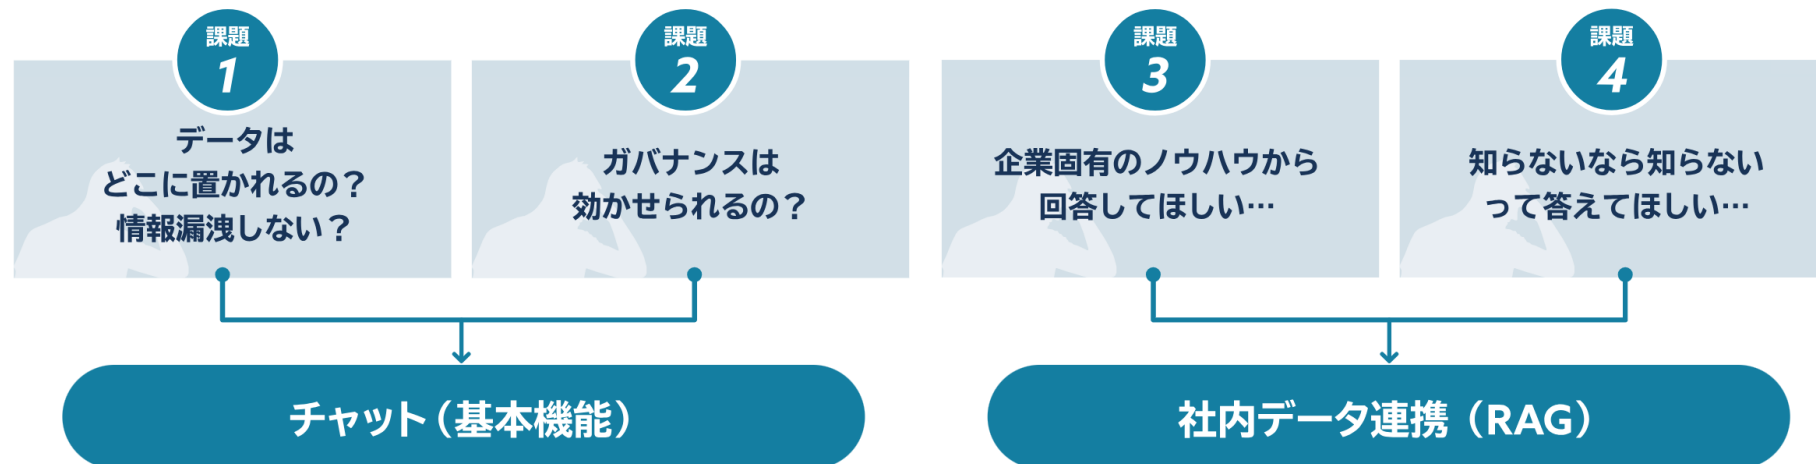 課題
1
データは
どこに置かれるの？
情報漏洩しない？
課題
2
ガバナンスは
効かせられるの？
課題
3
企業固有のノウハウから
回答してほしい…
課題
4
知らないなら知らない
って答えてほしい…
チャット（基本機能）
社内データ連携（RAG）